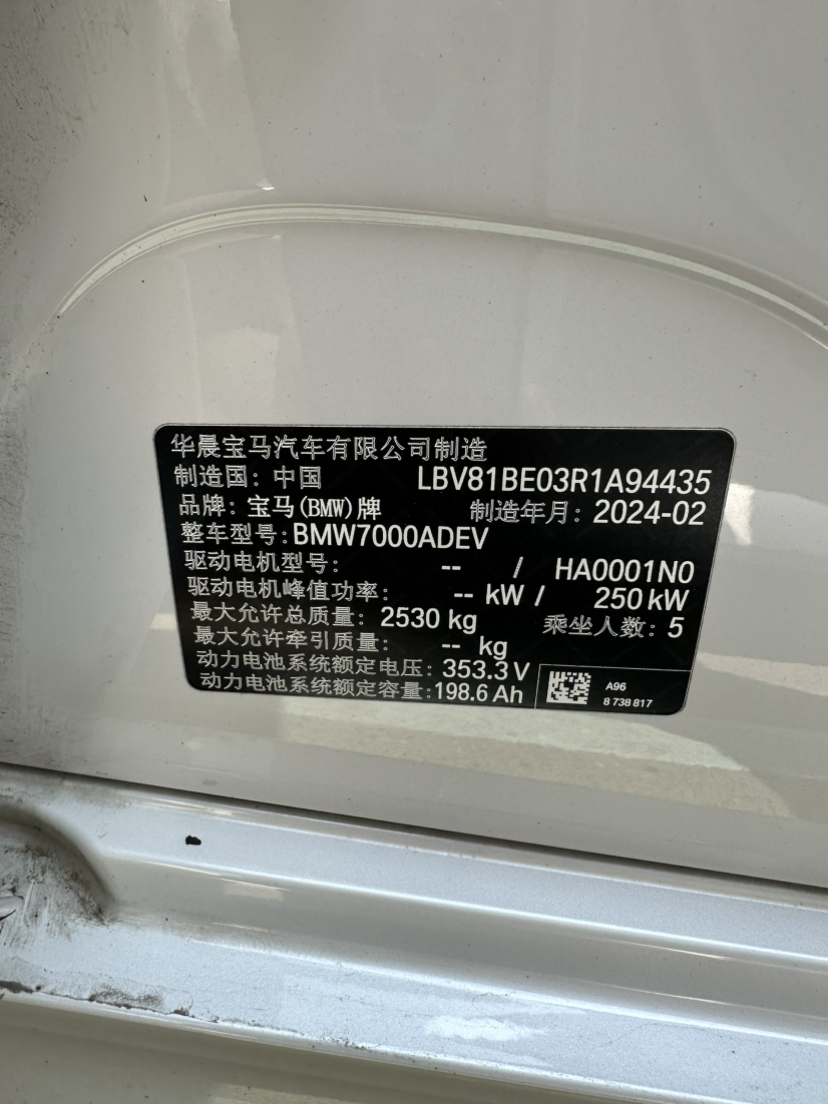 华晨宝马汽车有限公司制造
制造国：中国 LBV81BE03R1A94435
品牌：宝马(BMW)牌 制造年月：2024-02
整车型号:BMW7000ADEV
驱动电机型号： -- / HA0001N0
驱动电机峰值功率： -- kW / 250 kW
最大允许总质量：2530 kg 乘坐人数：5
最大允许牵引质量： -- kg
动力电池系统额定电压：353.3 V
动力电池系统额定容量:198.6 Ah
A96
8 738 817